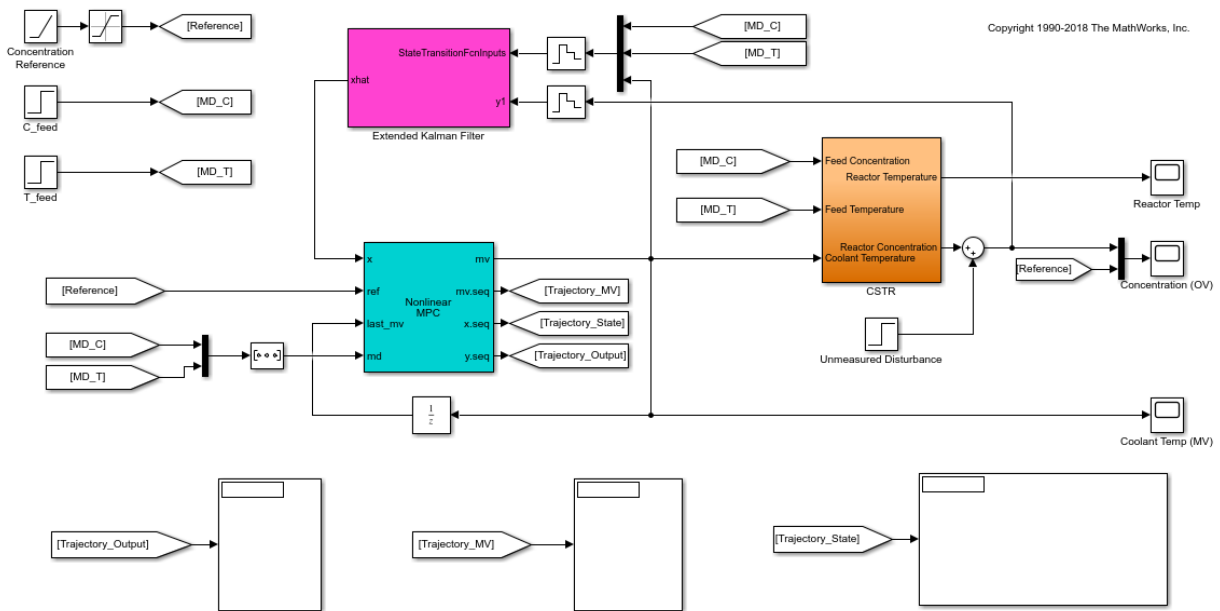 Concentration
Reference
[Reference]
C_feed
[MD_C]
T_feed
[MD_T]
StateTransitionFcnInputs
xhat
y1
Extended Kalman Filter
[MD_C]
[MD_T]
Copyright 1990-2018 The MathWorks, Inc.
[MD_C]
[MD_T]
Feed Concentration
Reactor Temperature
Feed Temperature
Reactor Concentration
Coolant Temperature
CSTR
+
+
Reactor Temp
[Reference]
Concentration (OV)
Unmeasured Disturbance
[Reference]
[MD_C]
[MD_T]
x
ref
last_mv
md
Nonlinear
MPC
mv
mv.seq
x.seq
y.seq
[Trajectory_MV]
[Trajectory_State]
[Trajectory_Output]
1
z
Coolant Temp (MV)
[Trajectory_Output]
[Trajectory_MV]
[Trajectory_State]